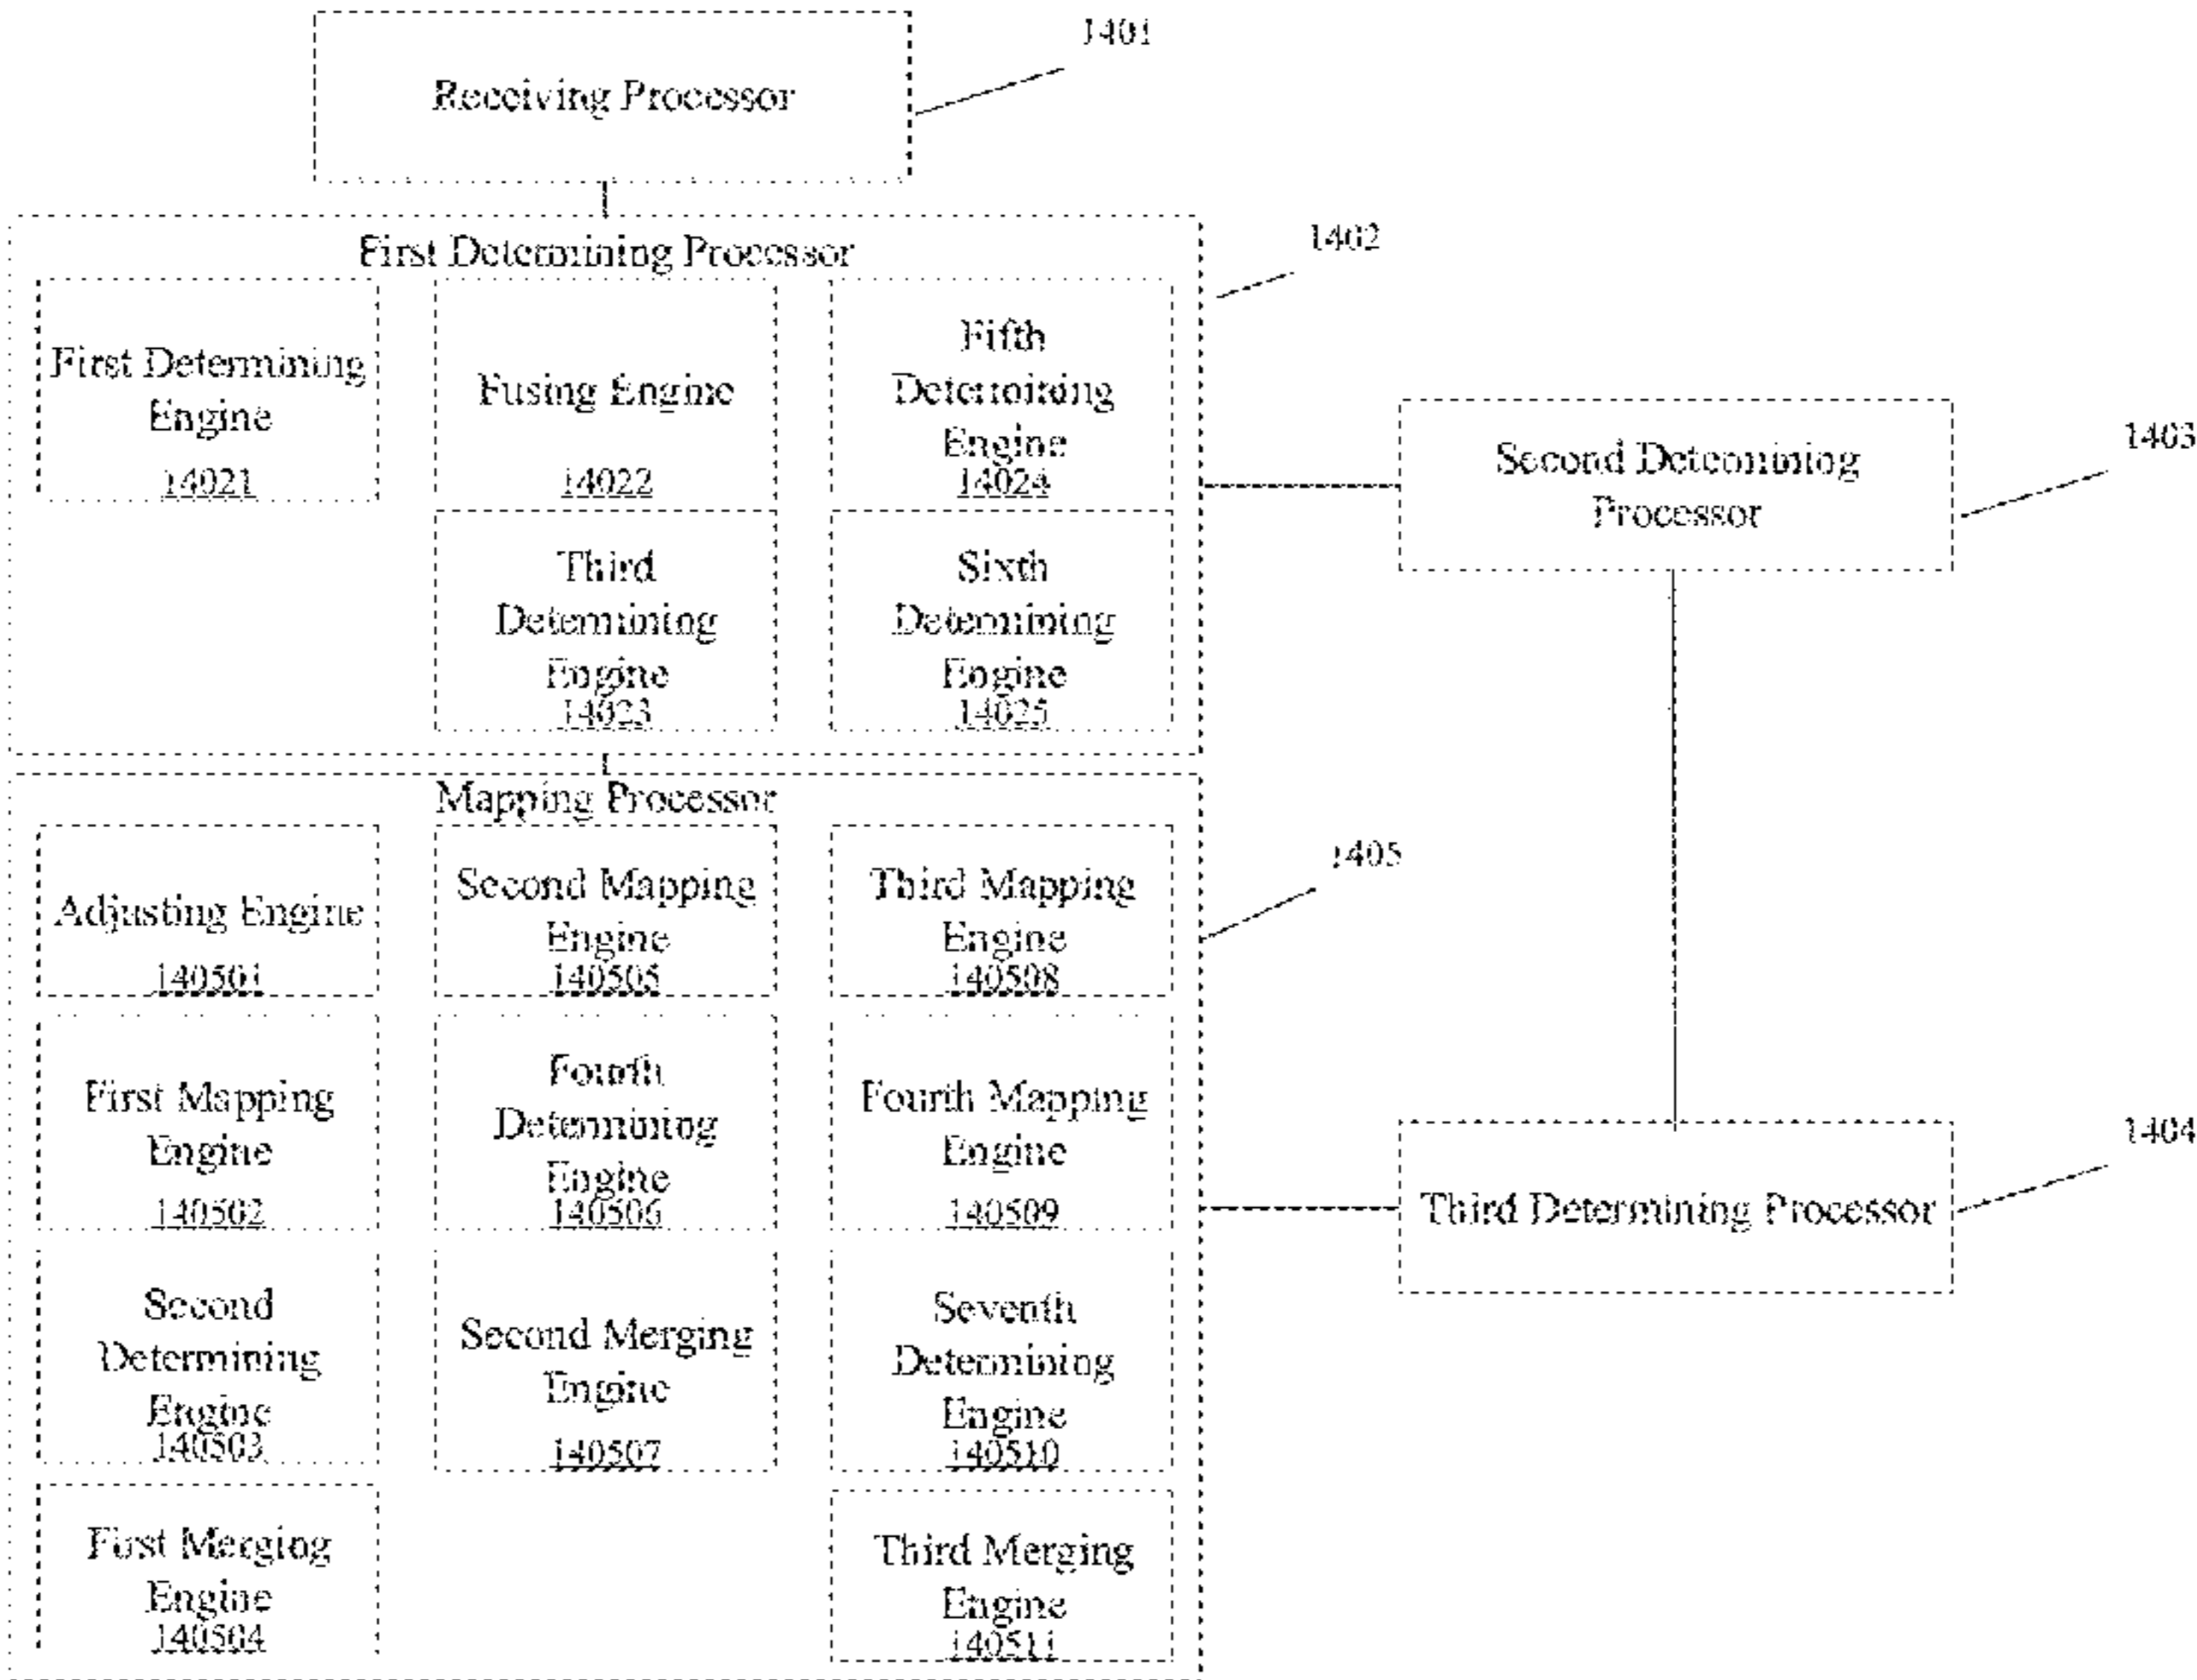 1401
Receiving Processor
1402
First Determining Processor
First Determining
Engine
14021
Fusing Engine
14022
Fifth
Determining
Engine
14024
Third
Determining
Engine
14023
Sixth
Determining
Engine
14025
1403
Second Determining
Processor
Mapping Processor
1405
Adjusting Engine
140501
Second Mapping
Engine
140505
Third Mapping
Engine
140508
First Mapping
Engine
140502
Fourth
Determining
Engine
140506
Fourth Mapping
Engine
140509
1404
Third Determining Processor
Second
Determining
Engine
140503
Second Merging
Engine
140507
Seventh
Determining
Engine
140510
First Merging
Engine
140504
Third Merging
Engine
140511